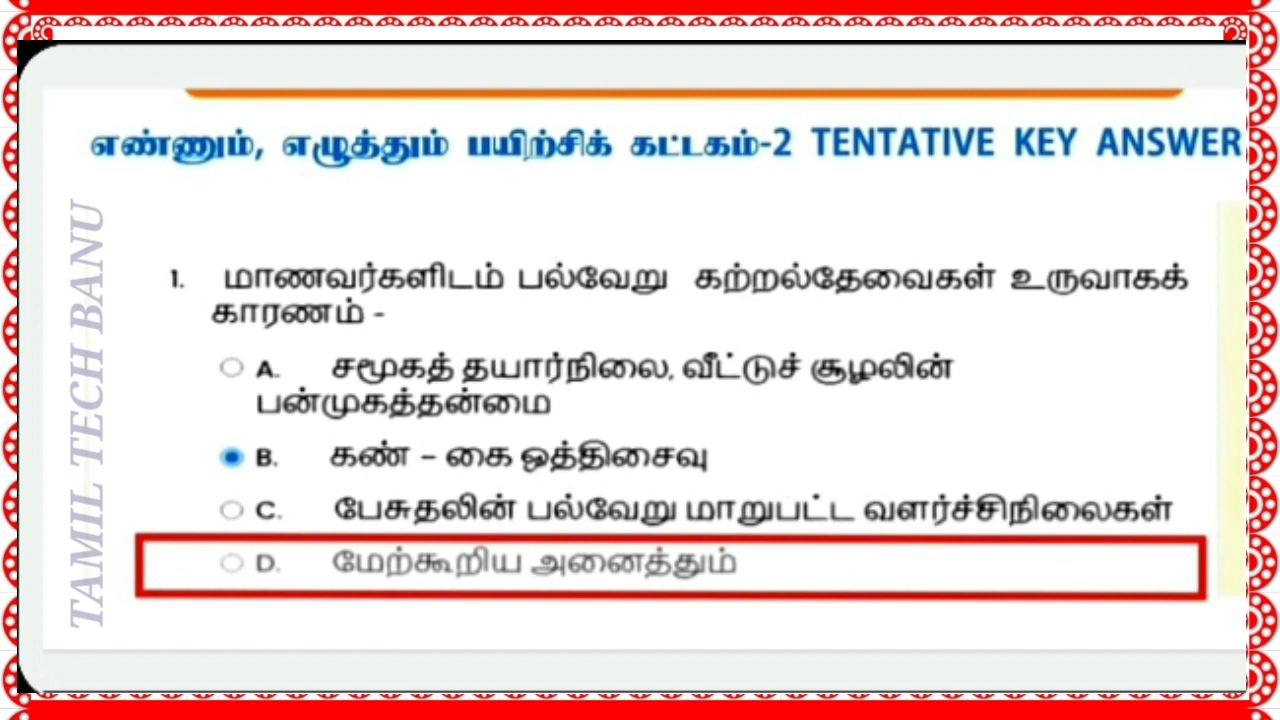 எண்ணும், எழுத்தும் பயிற்சிக் கட்டகம்-2 TENTATIVE KEY ANSWER
1. மாணவர்களிடம் பல்வேறு கற்றல்தேவைகள் உருவாகக்
காரணம் -
A. சமூகத் தயார்நிலை, வீட்டுச் சூழலின்
பன்முகத்தன்மை
B. கண் – கை ஒத்திசைவு
C. பேசுதலின் பல்வேறு மாறுபட்ட வளர்ச்சிநிலைகள்
D. மேற்கூறிய அனைத்தும்
TAMIL TECH BANU